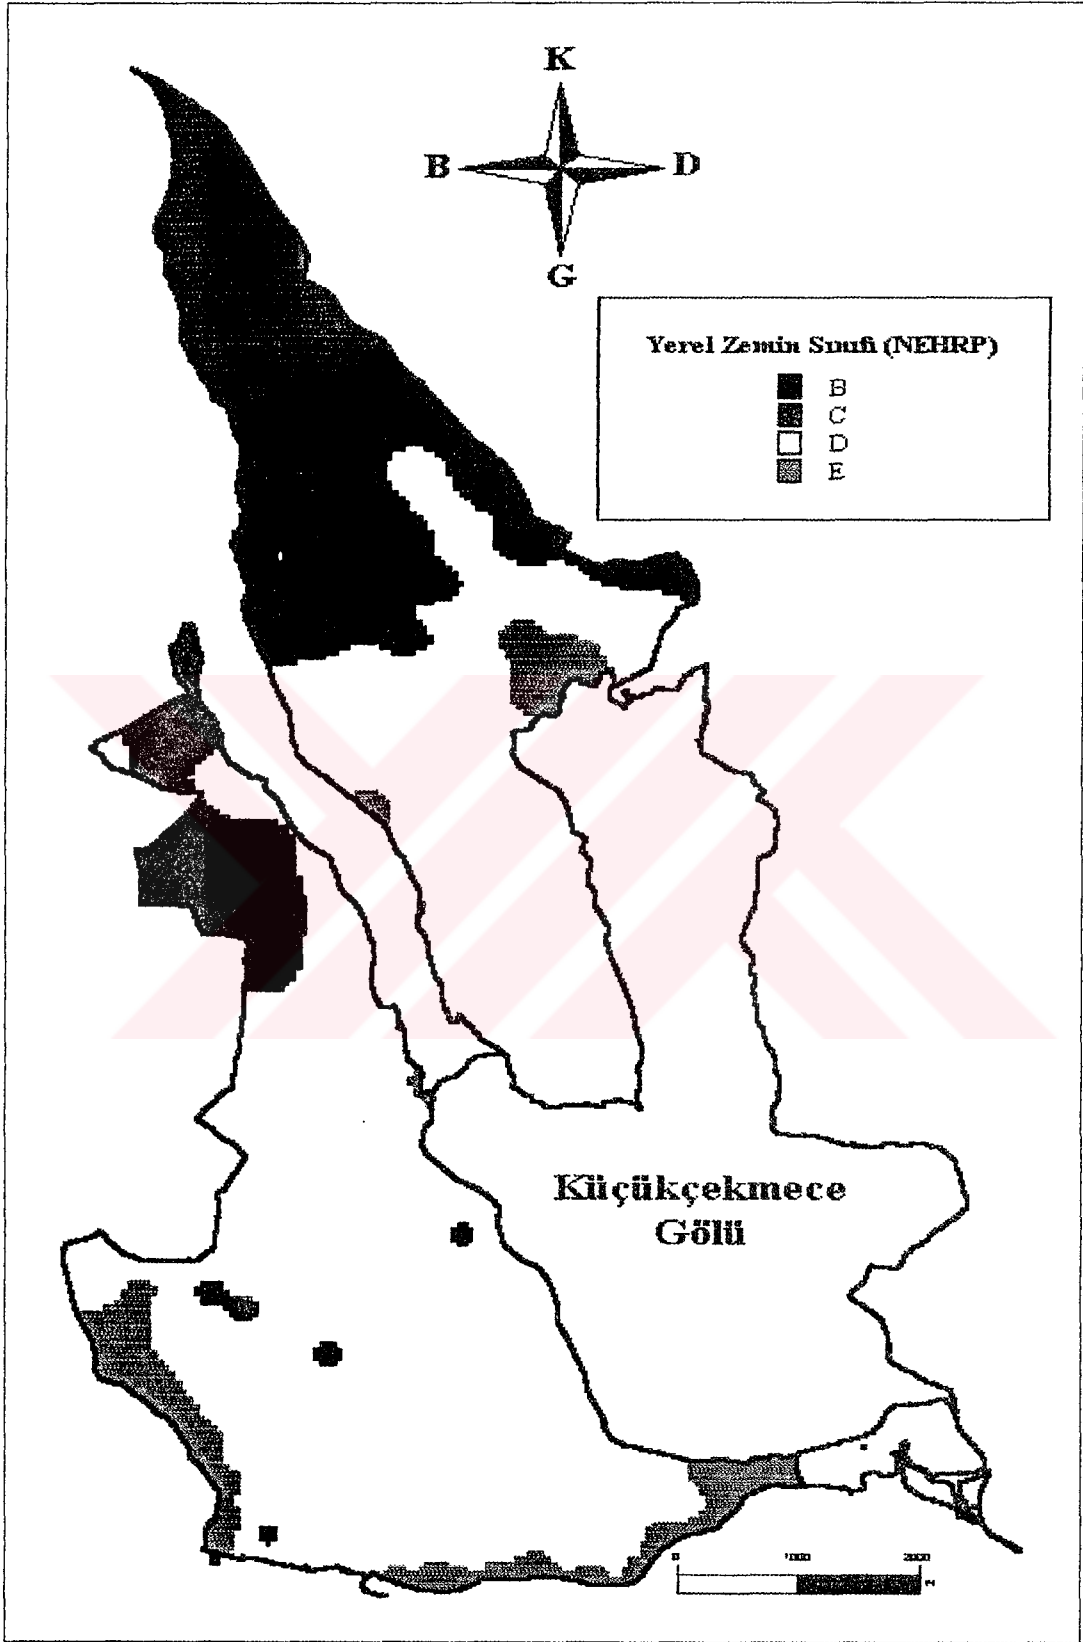 K
B D
G
Yerel Zemin Sınıfı (NEHRP)
B
C
D
E
Küçükçekmece
Gölü
0 1000 2000